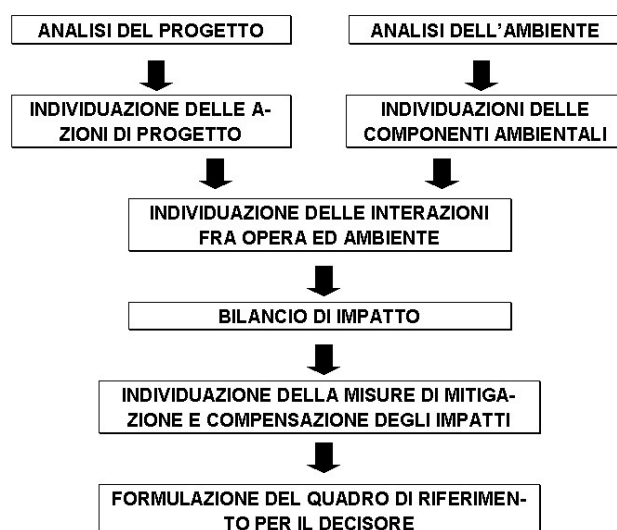 ANALISI DEL PROGETTO
ANALISI DELL'AMBIENTE
INDIVIDUAZIONE DELLE A-
ZIONI DI PROGETTO
INDIVIDUAZIONI DELLE
COMPONENTI AMBIENTALI
INDIVIDUAZIONE DELLE INTERAZIONI
FRA OPERA ED AMBIENTE
BILANCIO DI IMPATTO
INDIVIDUAZIONE DELLA MISURE DI MITIGA-
ZIONE E COMPENSAZIONE DEGLI IMPATTI
FORMULAZIONE DEL QUADRO DI RIFERIMEN-
TO PER IL DECISORE